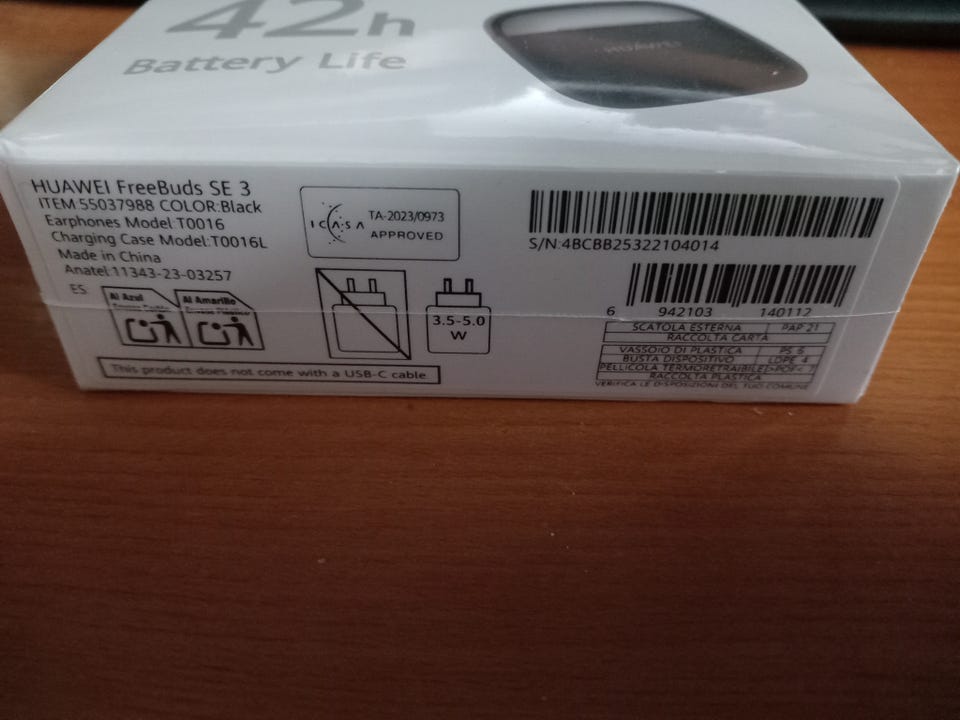 42h
Battery Life
HUAWEI
HUAWEI FreeBuds SE 3
ITEM:55037988 COLOR:Black
Earphones Model:T0016
Charging Case Model:T0016L
Made in China
Anatel:11343-23-03257
ICASA
TA-2023/0973
APPROVED
S/N:4BCBB25322104014
6 942103 140112
ES
Al Azul
Al Amarillo
Envase Plástico
3.5-5.0
W
This product does not come with a USB-C cable.
SCATOLA ESTERNA PAP 21
RACCOLTA CARTA
VASSOIO DI PLASTICA PS 6
BUSTA DISPOSITIVO LDPE 4
PELLICOLA TERMORETRAIBILE >POF< 7
RACCOLTA PLASTICA
VERIFICA LE DISPOSIZIONI DEL TUO COMUNE